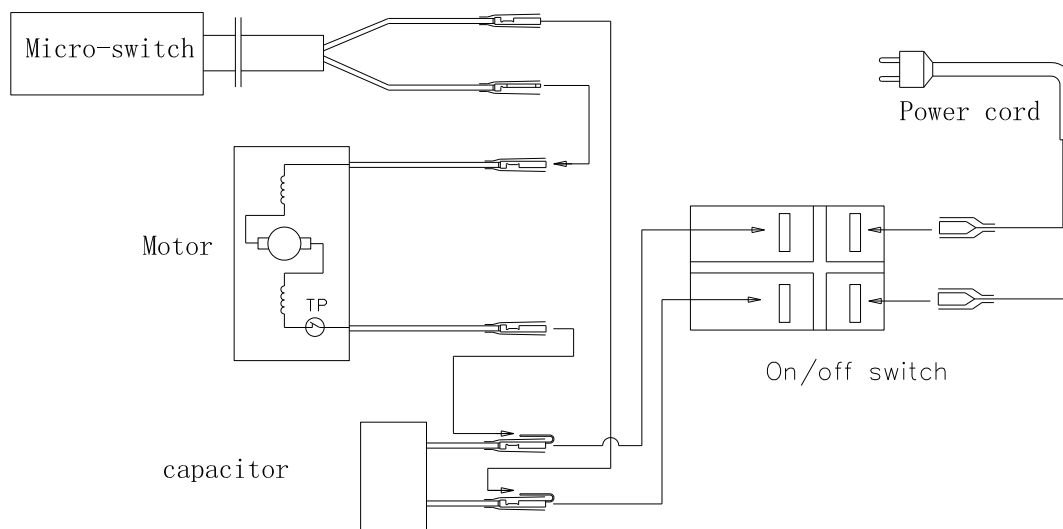 Micro-switch
Power cord
Motor
TP
On/off switch
capacitor